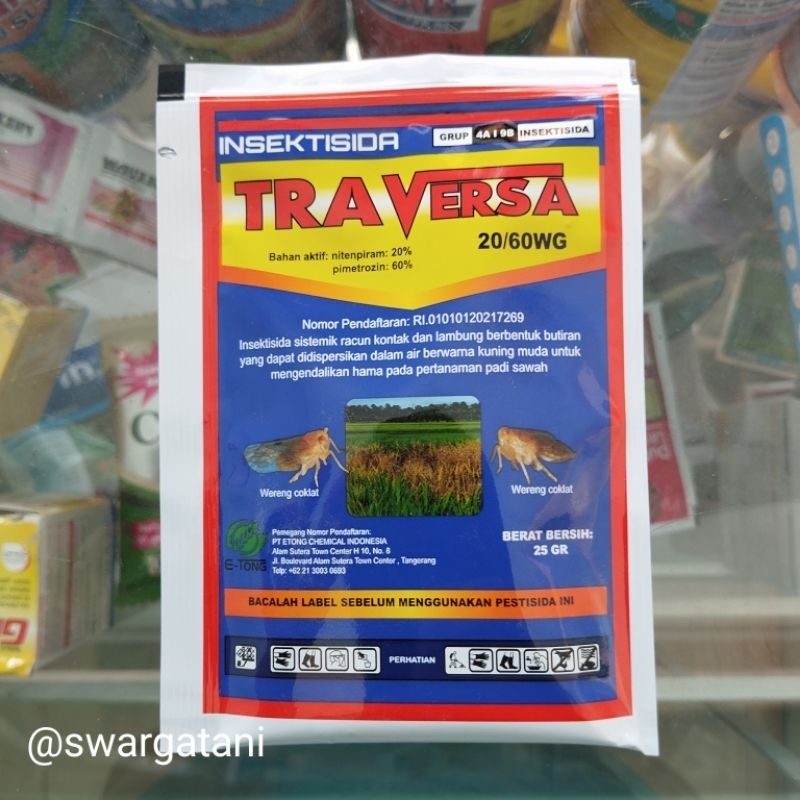 INSEKTISIDA
GRUP 4A I 9B INSEKTISIDA
TRAVERSA
20/60WG
Bahan aktif: nitenpiram: 20%
pimetrozin: 60%
Nomor Pendaftaran: RI.01010120217269
Insektisida sistemik racun kontak dan lambung berbentuk butiran
yang dapat didispersikan dalam air berwarna kuning muda untuk
mengendalikan hama pada pertanaman padi sawah
Wereng coklat
Wereng coklat
E-TONG
Pemegang Nomor Pendaftaran:
PT ETONG CHEMICAL INDONESIA
Alam Sutera Town Center H 10, No. 8
Jl. Boulevard Alam Sutera Town Center , Tangerang
Telp: +62 21 3003 0693
BERAT BERSIH:
25 GR
BACALAH LABEL SEBELUM MENGGUNAKAN PESTISIDA INI
PERHATIAN
@swargatani